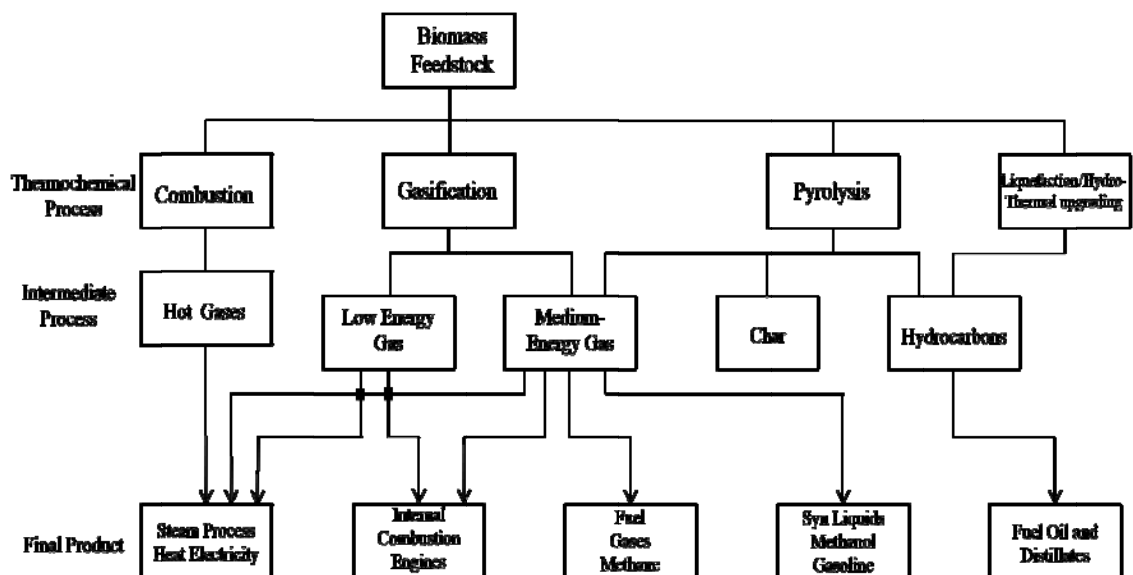 Biomass
Feedstock
Thermochemical
Process
Combustion
Gasification
Pyrolysis
Liquefaction/Hydro-
Thermal upgrading
Intermediate
Process
Hot Gases
Low Energy
Gas
Medium-
Energy Gas
Char
Hydrocarbons
Final Product
Steam Process
Heat Electricity
Internal
Combustion
Engines
Fuel
Gases
Methane
Syn Liquids
Methanol
Gasoline
Fuel Oil and
Distillates